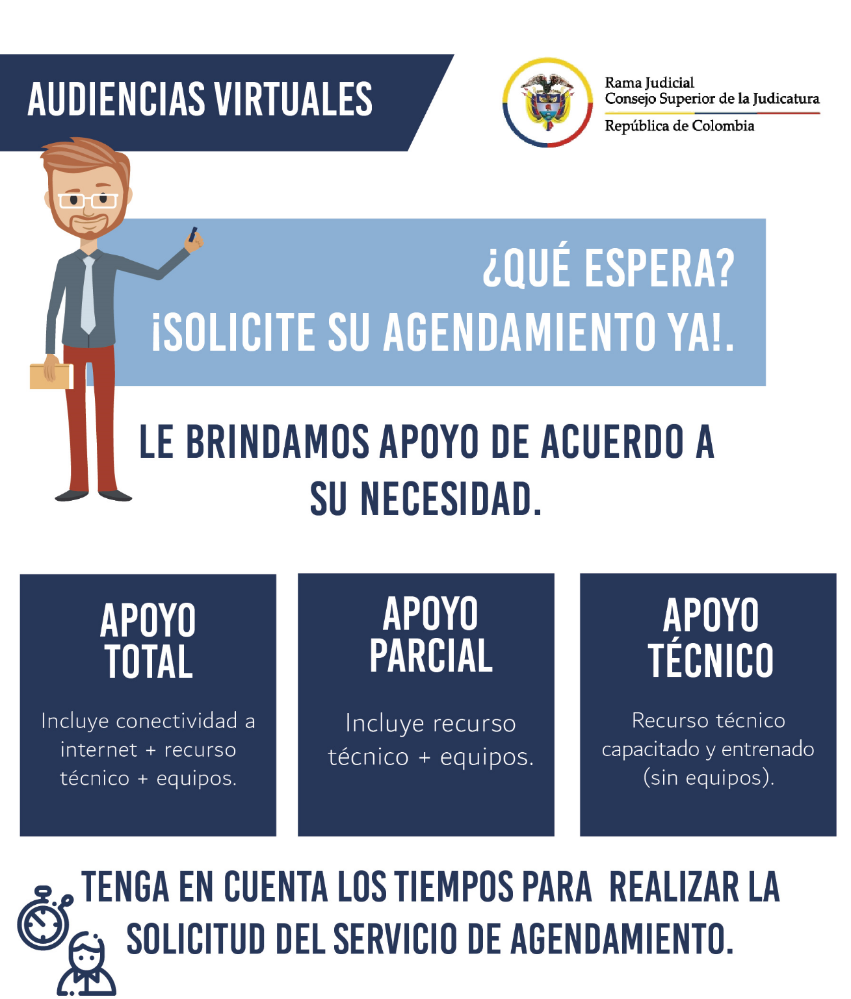 AUDIENCIAS VIRTUALES
Rama Judicial
Consejo Superior de la Judicatura
República de Colombia
¿QUÉ ESPERA?
¡SOLICITE SU AGENDAMIENTO YA!.
LE BRINDAMOS APOYO DE ACUERDO A
SU NECESIDAD.
APOYO
TOTAL
Incluye conectividad a
internet + recurso
técnico + equipos.
APOYO
PARCIAL
Incluye recurso
técnico + equipos.
APOYO
TÉCNICO
Recurso técnico
capacitado y entrenado
(sin equipos).
TENGA EN CUENTA LOS TIEMPOS PARA REALIZAR LA
SOLICITUD DEL SERVICIO DE AGENDAMIENTO.